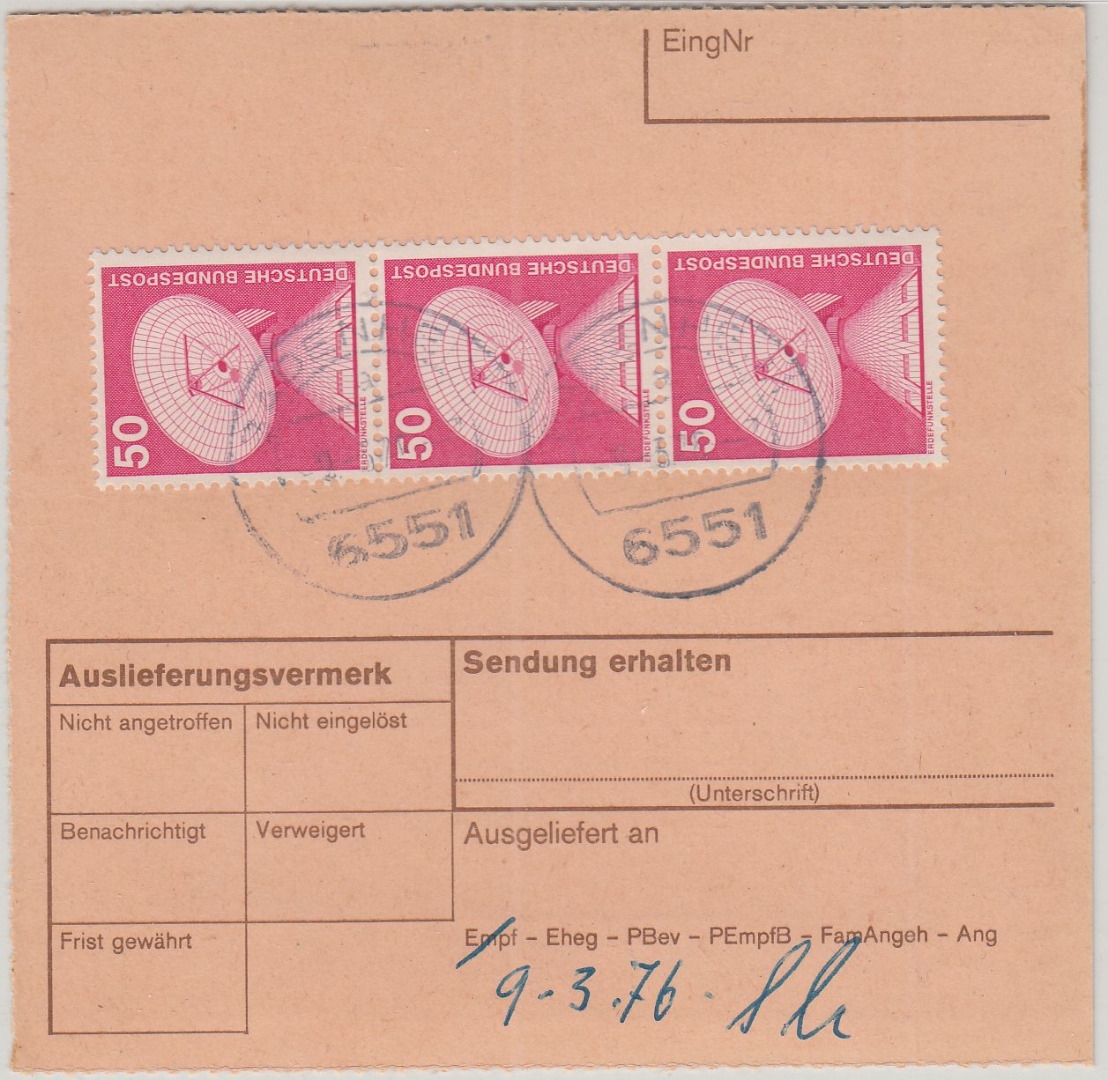 EingNr
DEUTSCHE BUNDESPOST
50
ERDEFUNKSTELLE
DEUTSCHE BUNDESPOST
50
ERDEFUNKSTELLE
DEUTSCHE BUNDESPOST
50
ERDEFUNKSTELLE
6551
6551
Auslieferungsvermerk
Nicht angetroffen Nicht eingelöst
Benachrichtigt Verweigert
Frist gewährt
Sendung erhalten
(Unterschrift)
Ausgeliefert an
Empf – Eheg – PBev – PEmpfB – FamAngeh – Ang
9-3.76.